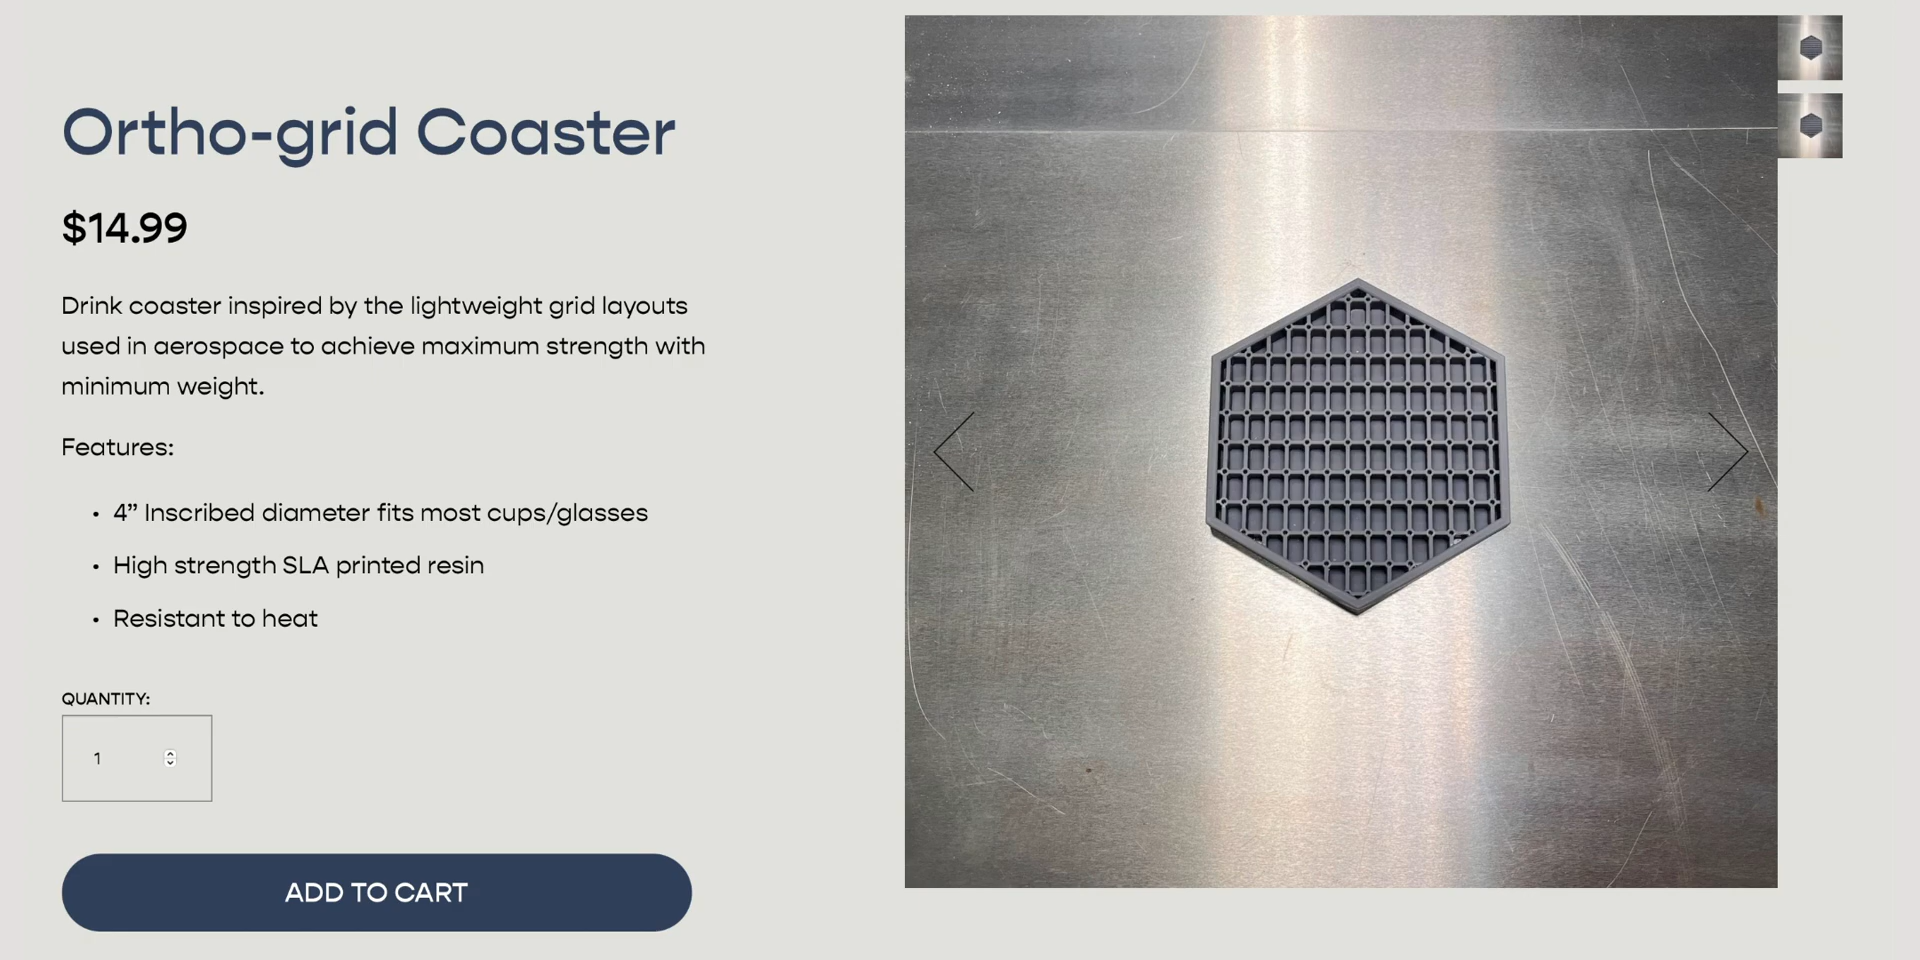 Ortho-grid Coaster
$14.99
Drink coaster inspired by the lightweight grid layouts
used in aerospace to achieve maximum strength with
minimum weight.
Features:
• 4” Inscribed diameter fits most cups/glasses
• High strength SLA printed resin
• Resistant to heat
QUANTITY:
1
ADD TO CART